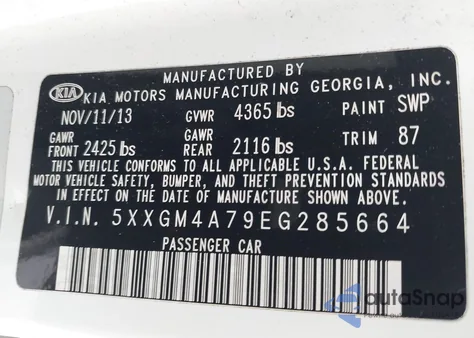 MANUFACTURED BY
KIA KIA MOTORS MANUFACTURING GEORGIA, INC.
NOV/11/13 GVWR 4365 lbs PAINT SWP
GAWR FRONT 2425 lbs GAWR REAR 2116 lbs TRIM 87
THIS VEHICLE CONFORMS TO ALL APPLICABLE U.S.A. FEDERAL
MOTOR VEHICLE SAFETY, BUMPER, AND THEFT PREVENTION STANDARDS
IN EFFECT ON THE DATE OF MANUFACTURE SHOWN ABOVE.
V.I.N. 5XXGM4A79EG285664
PASSENGER CAR
autaSnap